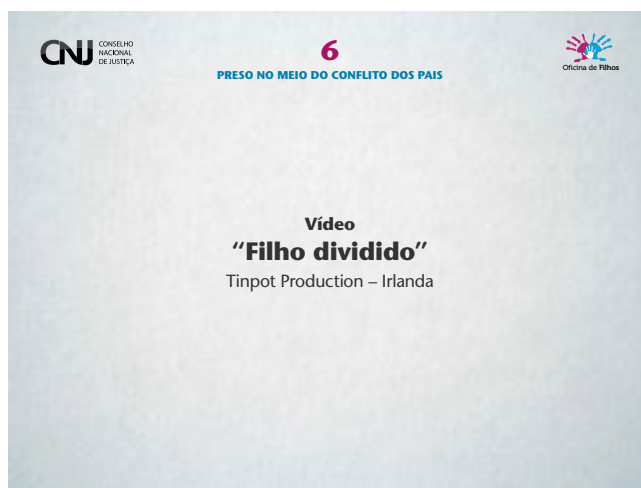 CNJ
CONSELHO
NACIONAL
DE JUSTIÇA
6
PRESO NO MEIO DO CONFLITO DOS PAIS
Oficina de Filhos
Vídeo
“Filho dividido”
Tinpot Production – Irlanda